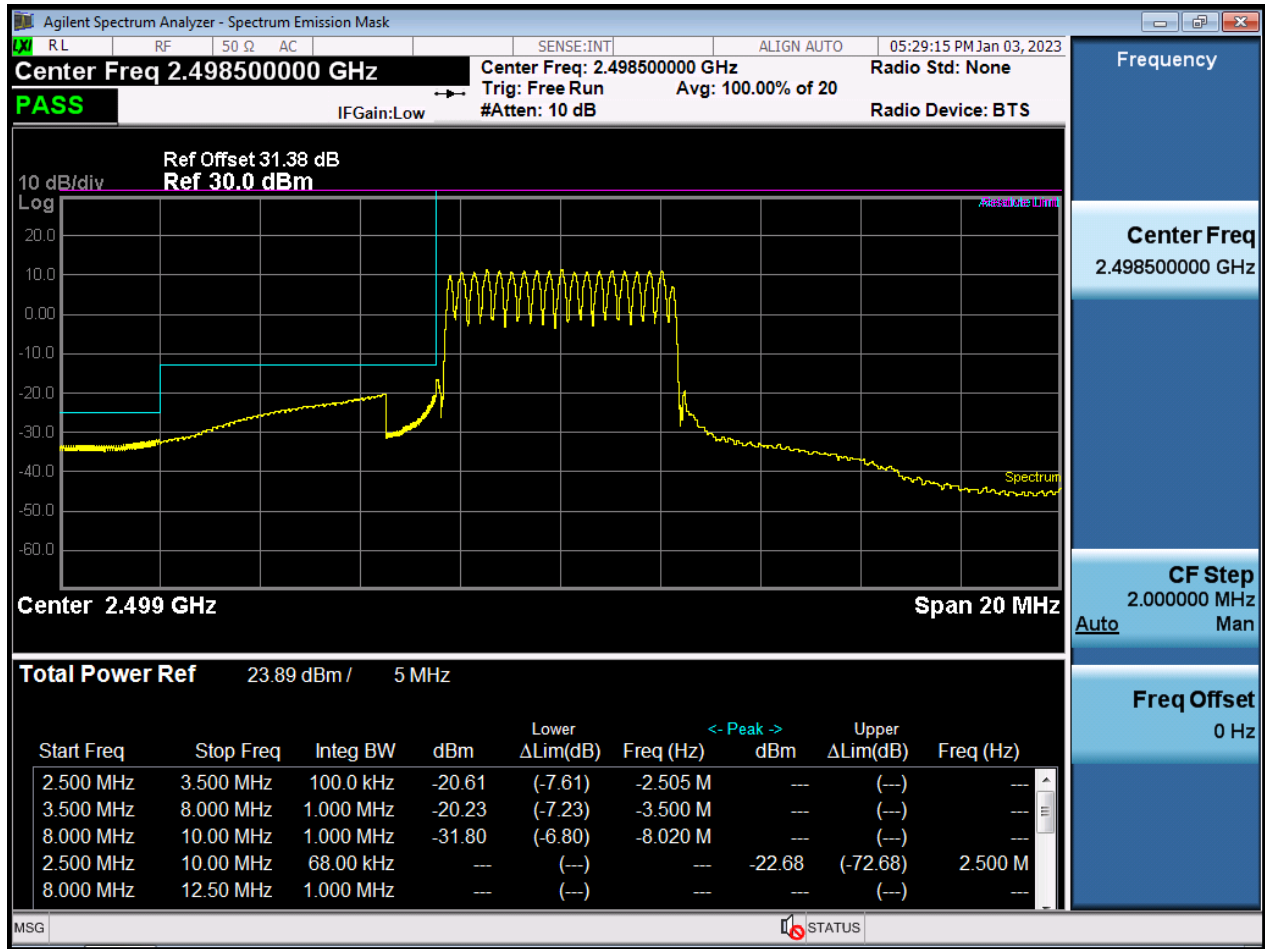 Agilent Spectrum Analyzer - Spectrum Emission Mask
LXI RL RF 50 Ω AC SENSE:INT ALIGN AUTO 05:29:15 PM Jan 03, 2023
Center Freq 2.498500000 GHz
Center Freq: 2.498500000 GHz Radio Std: None
Trig: Free Run Avg: 100.00% of 20
PASS
IFGain:Low #Atten: 10 dB Radio Device: BTS
Ref Offset 31.38 dB
10 dB/div Ref 30.0 dBm
Log
20.0
10.0
0.00
-10.0
-20.0
-30.0
-40.0
Spectrum
-50.0
-60.0
Center 2.499 GHz Span 20 MHz
Total Power Ref 23.89 dBm / 5 MHz
Lower <- Peak -> Upper
Start Freq Stop Freq Integ BW dBm ΔLim(dB) Freq (Hz) dBm ΔLim(dB) Freq (Hz)
2.500 MHz 3.500 MHz 100.0 kHz -20.61 (-7.61) -2.505 M --- (---) ---
3.500 MHz 8.000 MHz 1.000 MHz -20.23 (-7.23) -3.500 M --- (---) ---
8.000 MHz 10.00 MHz 1.000 MHz -31.80 (-6.80) -8.020 M --- (---) ---
2.500 MHz 10.00 MHz 68.00 kHz --- (---) --- -22.68 (-72.68) 2.500 M
8.000 MHz 12.50 MHz 1.000 MHz --- (---) --- --- (---) ---
MSG STATUS
Frequency
Center Freq
2.498500000 GHz
CF Step
2.000000 MHz
Auto Man
Freq Offset
0 Hz